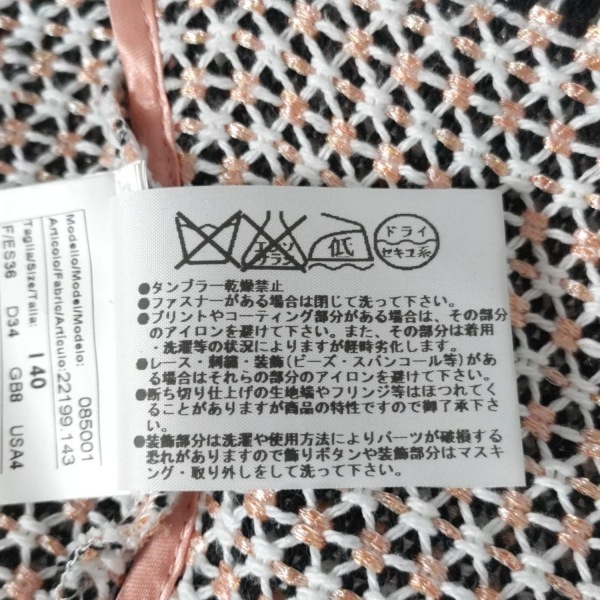 Modello/Model/Modelo: 085001
Articolo/Fabric/Artículo: 22199.143
Taglia/Size/Talla: I 40
F/ES36 D34 GB8 USA4
エンソ
サラシ
低
ドライ
セキユ系
●タンブラー乾燥禁止
●ファスナーがある場合は閉じて洗って下さい。
●プリントやコーティング部分がある場合は、その部分
のアイロンを避けて下さい。また、その部分は着用
・洗濯等の状況によりますが経時劣化します。
●レース・刺繍・装飾(ビーズ・スパンコール等)があ
る場合はそれらの部分のアイロンを避けて下さい。
●断ち切り仕上げの生地端やフリンジ等はほつれてく
ることがありますが商品の特性ですので御了承下さ
い。
●装飾部分は洗濯や使用方法によりパーツが破損する
恐れがありますので飾りボタンや装飾部分はマスキ
ング・取り外しをして洗って下さい。